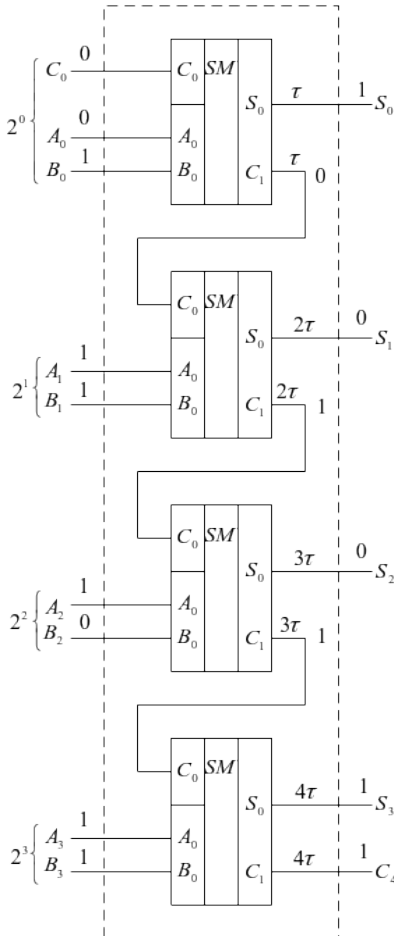 0 C₀ C₀ SM
2⁰ 0 A₀ A₀ S₀ τ 1 S₀
1 B₀ B₀ C₁ τ 0
C₀ SM
2¹ 1 A₁ A₀ S₀ 2τ 0 S₁
1 B₁ B₀ C₁ 2τ 1
C₀ SM
2² 1 A₂ A₀ S₀ 3τ 0 S₂
0 B₂ B₀ C₁ 3τ 1
C₀ SM
2³ 1 A₃ A₀ S₀ 4τ 1 S₃
1 B₃ B₀ C₁ 4τ 1 C₄